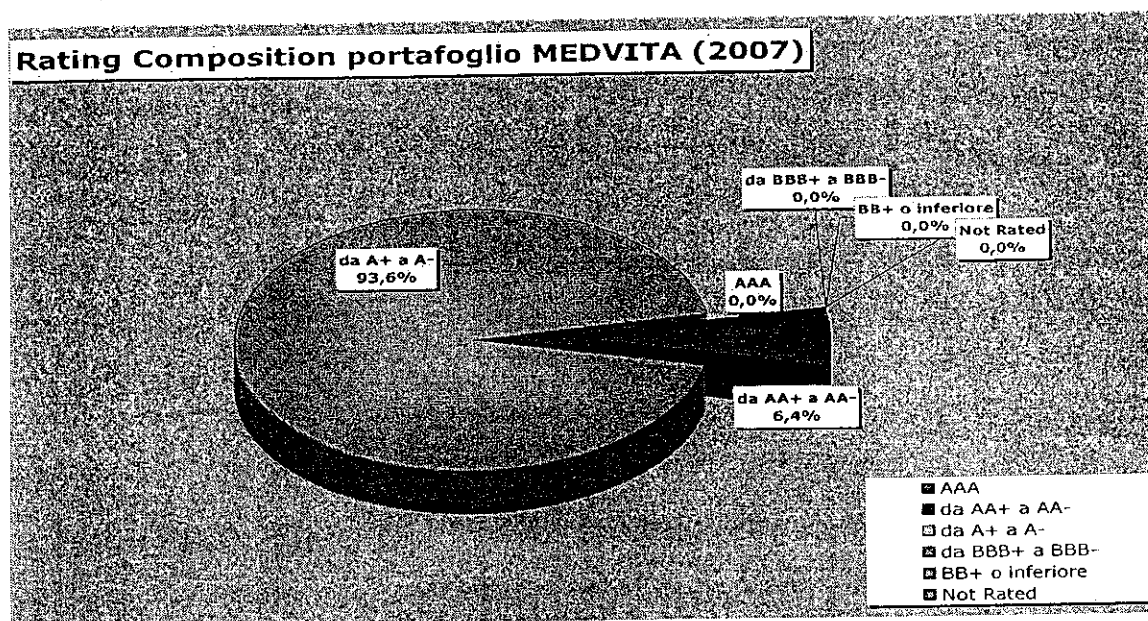 Rating Composition portafoglio MEDVITA (2007)
da BBB+ a BBB-
0,0%
BB+ o inferiore
0,0%
Not Rated
0,0%
da A+ a A-
93,6%
AAA
0,0%
da AA+ a AA-
6,4%
AAA
da AA+ a AA-
da A+ a A-
da BBB+ a BBB-
BB+ o inferiore
Not Rated